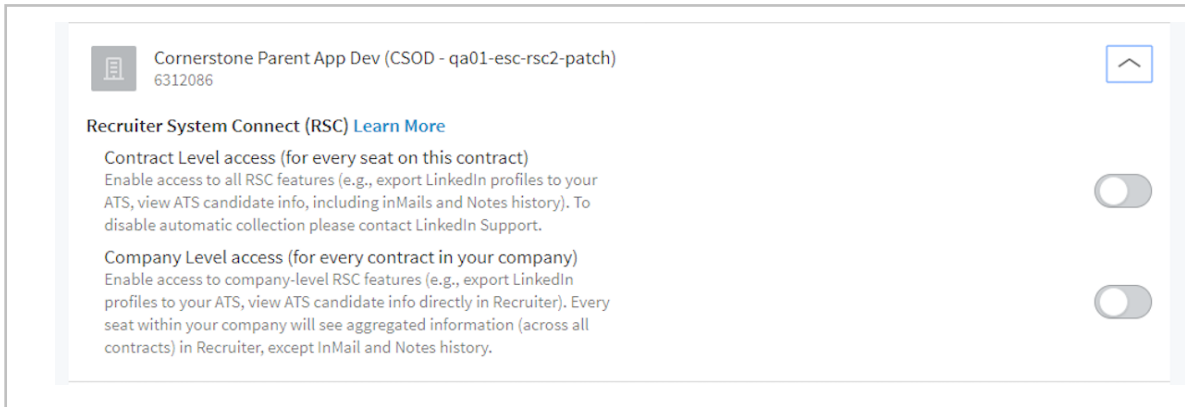 Cornerstone Parent App Dev (CSOD - qa01-esc-rsc2-patch)
6312086
Recruiter System Connect (RSC) Learn More
Contract Level access (for every seat on this contract)
Enable access to all RSC features (e.g., export LinkedIn profiles to your
ATS, view ATS candidate info, including inMails and Notes history). To
disable automatic collection please contact LinkedIn Support.
Company Level access (for every contract in your company)
Enable access to company-level RSC features (e.g., export LinkedIn
profiles to your ATS, view ATS candidate info directly in Recruiter). Every
seat within your company will see aggregated information (across all
contracts) in Recruiter, except InMail and Notes history.